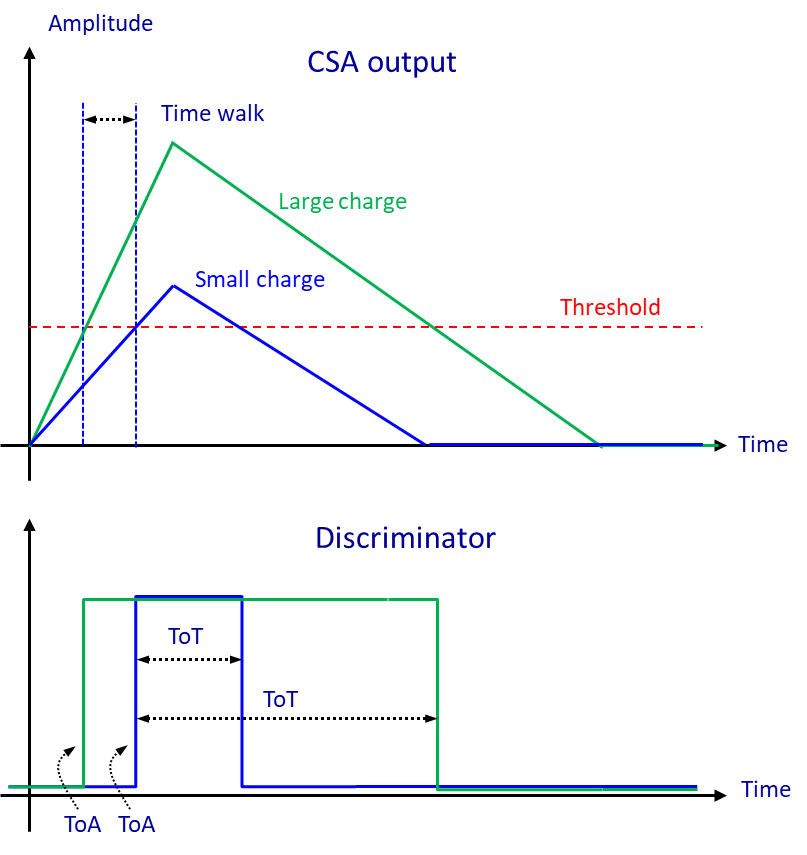 Amplitude
CSA output
Time walk
Large charge
Small charge
Threshold
Time
Discriminator
ToT
ToT
Time
ToA
ToA